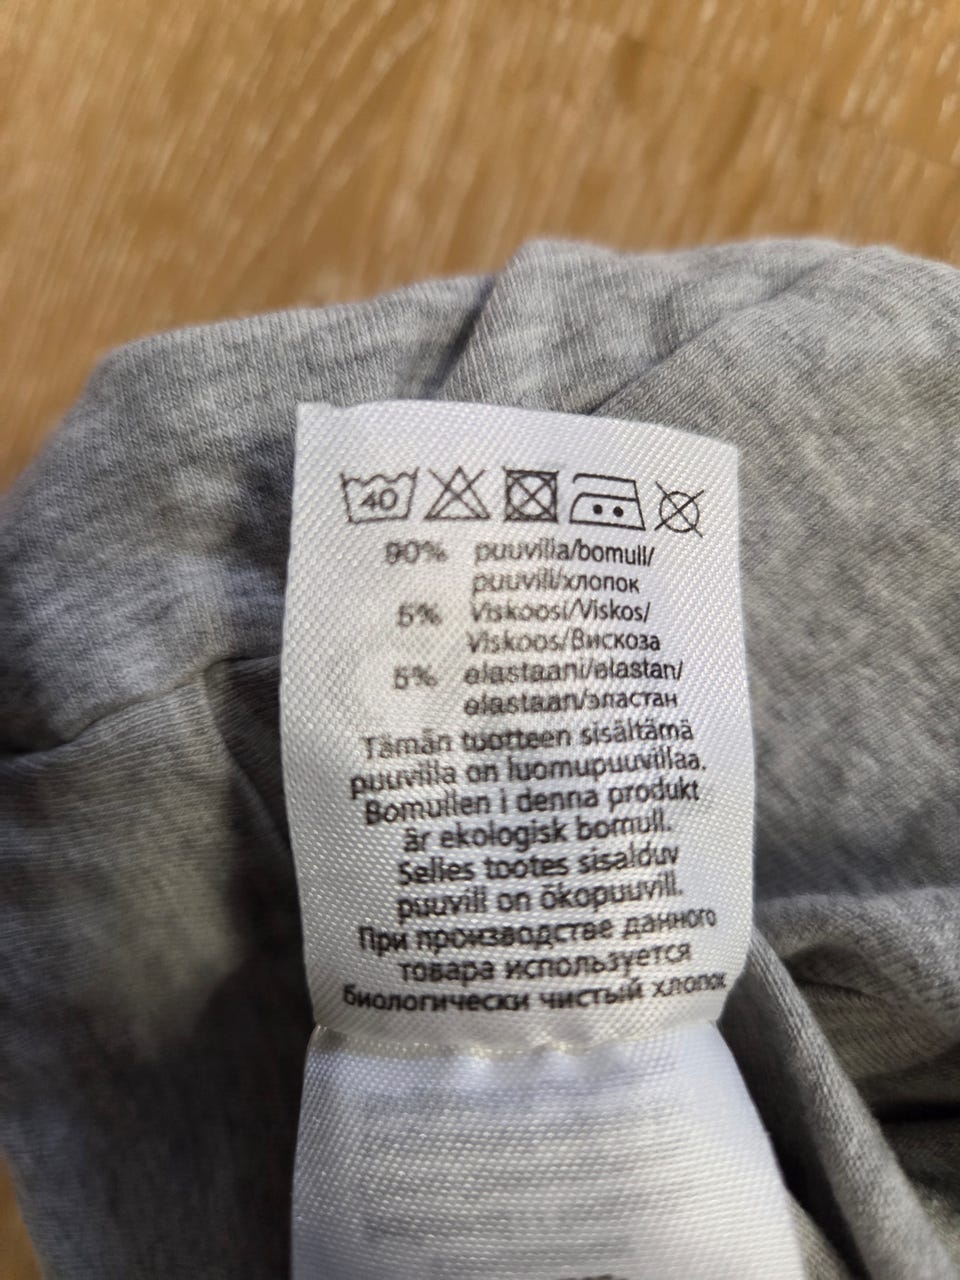 40
90% puuvilla/bomull/
puuvill/хлопок
5% Viskoosi/Viskos/
Viskoos/Вискоза
5% elastaani/elastan/
elastaan/эластан
Tämän tuotteen sisältämä
puuvilla on luomupuuvillaa.
Bomullen i denna produkt
är ekologisk bomull.
Selles tootes sisalduv
puuvill on ökopuuvill.
При производстве данного
товара используется
биологически чистый хлопок